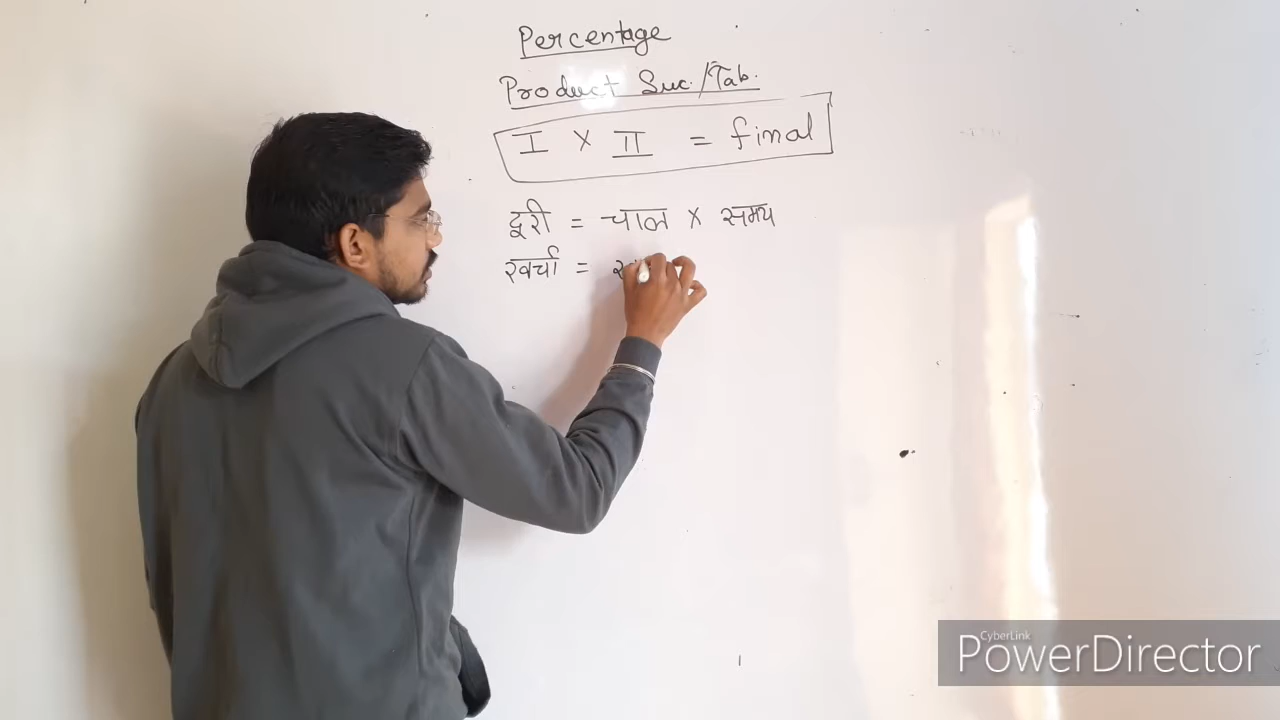 Percentage
Product Suc./Tab.
I X II = final
दूरी = चाल X समय
खर्चा =
CyberLink
PowerDirector